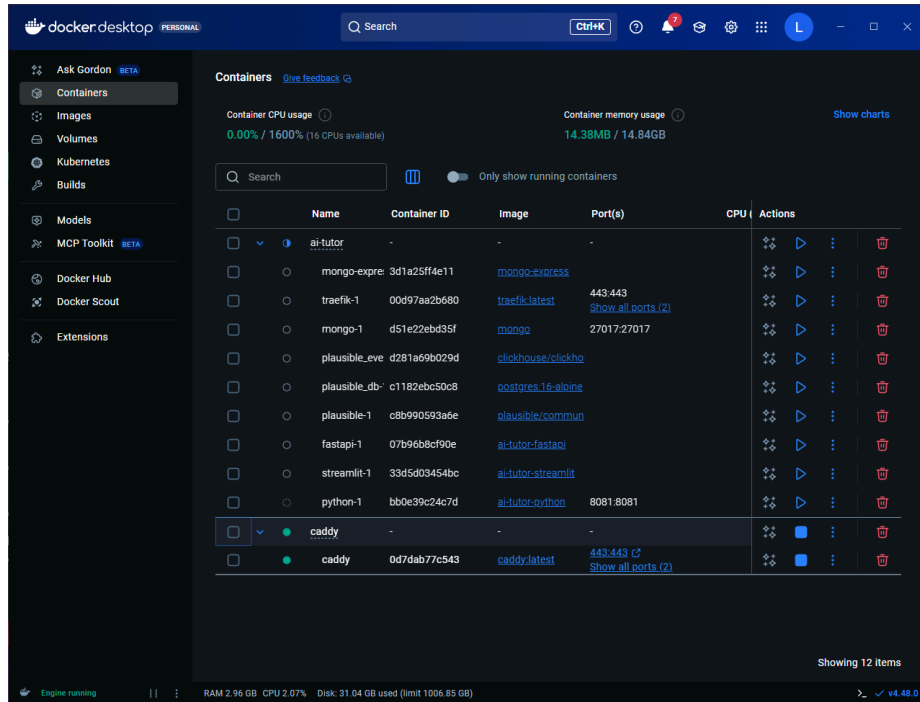 docker.desktop PERSONAL
Search Ctrl+K
7
L
Ask Gordon BETA
Containers
Images
Volumes
Kubernetes
Builds
Models
MCP Toolkit BETA
Docker Hub
Docker Scout
Extensions
Containers Give feedback
Container CPU usage
0.00% / 1600% (16 CPUs available)
Container memory usage
14.38MB / 14.84GB
Show charts
Search
Only show running containers
Name Container ID Image Port(s) CPU ( Actions
ai-tutor - - -
mongo-expre: 3d1a25ff4e11 mongo-express
traefik-1 00d97aa2b680 traefik:latest 443:443
Show all ports (2)
mongo-1 d51e22ebd35f mongo 27017:27017
plausible_eve d281a69b029d clickhouse/clickho
plausible_db-1 c1182ebc50c8 postgres:16-alpine
plausible-1 c8b990593a6e plausible/commun
fastapi-1 07b96b8cf90e ai-tutor-fastapi
streamlit-1 33d5d03454bc ai-tutor-streamlit
python-1 bb0e39c24c7d ai-tutor-python 8081:8081
caddy - - -
caddy 0d7dab77c543 caddy:latest 443:443
Show all ports (2)
Showing 12 items
Engine running
RAM 2.96 GB CPU 2.07% Disk: 31.04 GB used (limit 1006.85 GB)
v4.48.0